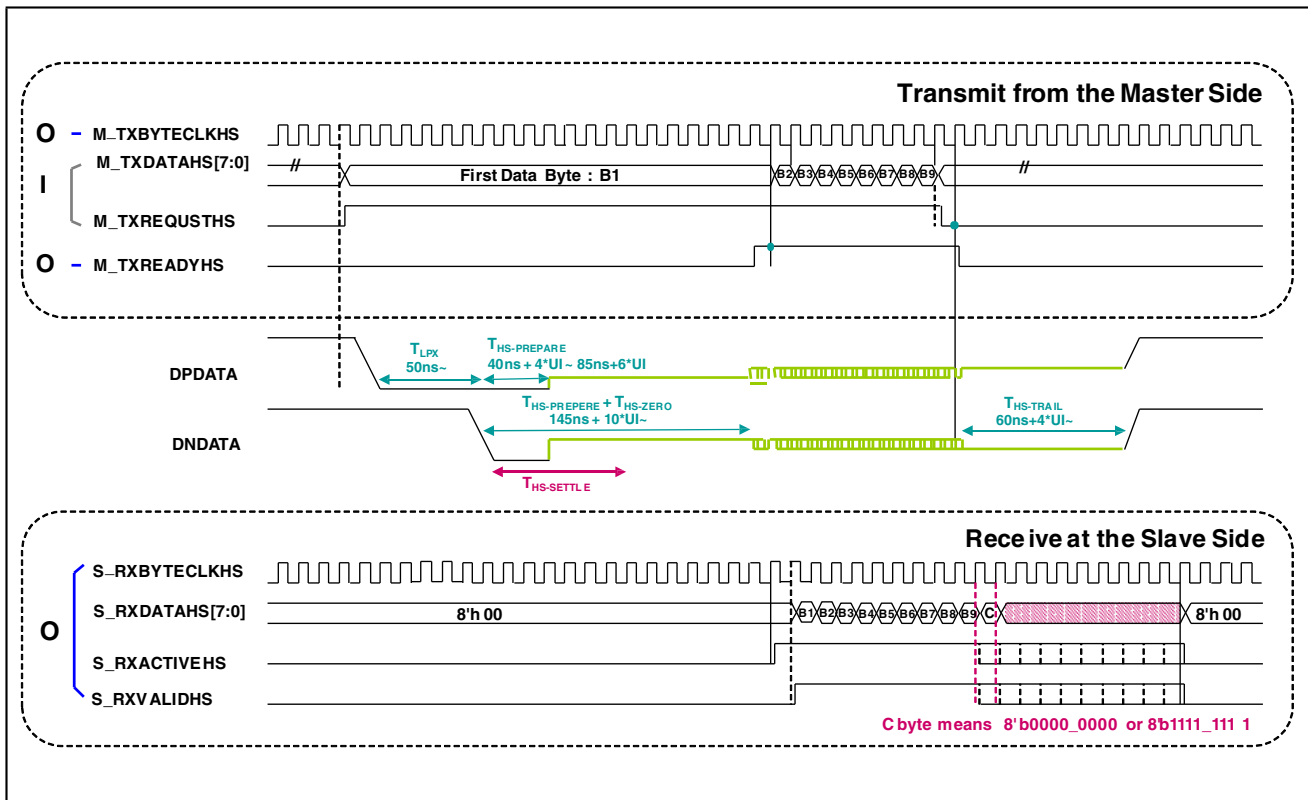 Transmit from the Master Side
O - M_TXBYTECLKHS
M_TXDATAHS[7:0] // First Data Byte : B1 B2 B3 B4 B5 B6 B7 B8 B9 //
I
M_TXREQUSTHS
O - M_TXREADYHS
TLPX
50ns~
THS-PREPARE
40ns + 4*UI ~ 85ns+6*UI
DPDATA
THS-PREPERE + THS-ZERO
145ns + 10*UI~
THS-TRAIL
60ns+4*UI~
DNDATA
THS-SETTLE
Receive at the Slave Side
S_RXBYTECLKHS
S_RXDATAHS[7:0] 8'h 00 B1 B2 B3 B4 B5 B6 B7 B8 B9 C 8'h 00
O
S_RXACTIVEHS
S_RXVALIDHS
C byte means 8'b0000_0000 or 8'b1111_111 1